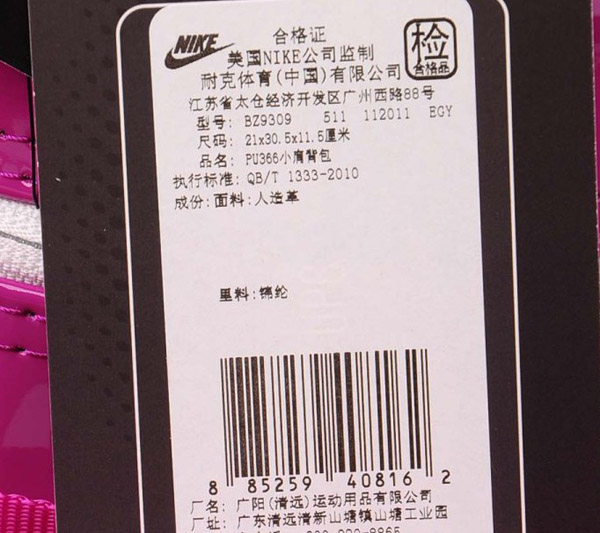 NIKE
合格证
检
合格品
美国NIKE公司监制
耐克体育(中国)有限公司
江苏省太仓经济开发区广州西路88号
型号: BZ9309 511 112011 EGY
尺码: 21x30.5x11.5厘米
品名: PU366小肩背包
执行标准: QB/T 1333-2010
成份:面料:人造革
里料:锦纶
8 85259 40816 2
厂名: 广阳(清远)运动用品有限公司
厂址: 广东清远清新山塘镇山塘工业园